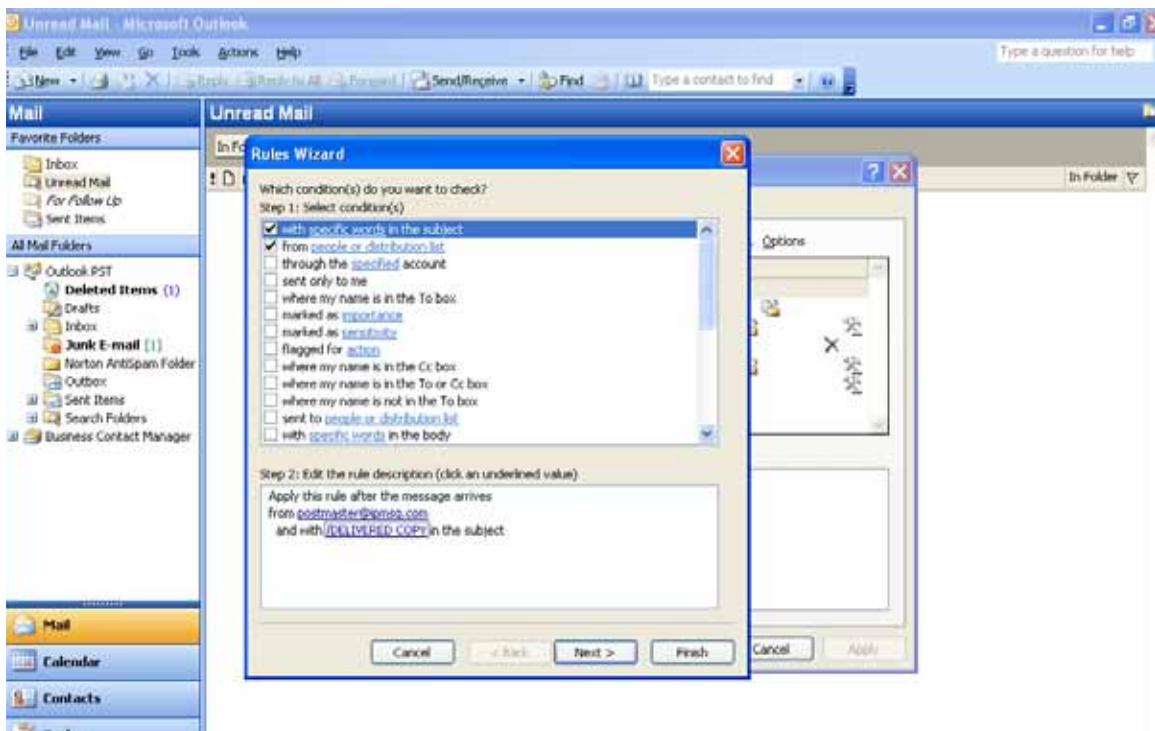 Unread Mail - Microsoft Outlook
File Edit View Go Tools Actions Help
Type a question for help
New Reply Reply to All Forward Send/Receive Find Type a contact to find
Mail
Unread Mail
Favorite Folders
Inbox
Unread Mail
For Follow Up
Sent Items
All Mail Folders
Outlook PST
Deleted Items (1)
Drafts
Inbox
Junk E-mail [1]
Norton AntiSpam Folder
Outbox
Sent Items
Search Folders
Business Contact Manager
Mail
Calendar
Contacts
In Fo
In Folder
Options
Rules Wizard
Which condition(s) do you want to check?
Step 1: Select condition(s)
with specific words in the subject
from people or distribution list
through the specified account
sent only to me
where my name is in the To box
marked as importance
marked as sensitivity
flagged for action
where my name is in the Cc box
where my name is in the To or Cc box
where my name is not in the To box
sent to people or distribution list
with specific words in the body
Step 2: Edit the rule description (click an underlined value)
Apply this rule after the message arrives
from
and with DELIVERED COPY in the subject
Cancel < Back Next > Finish
Cancel Apply